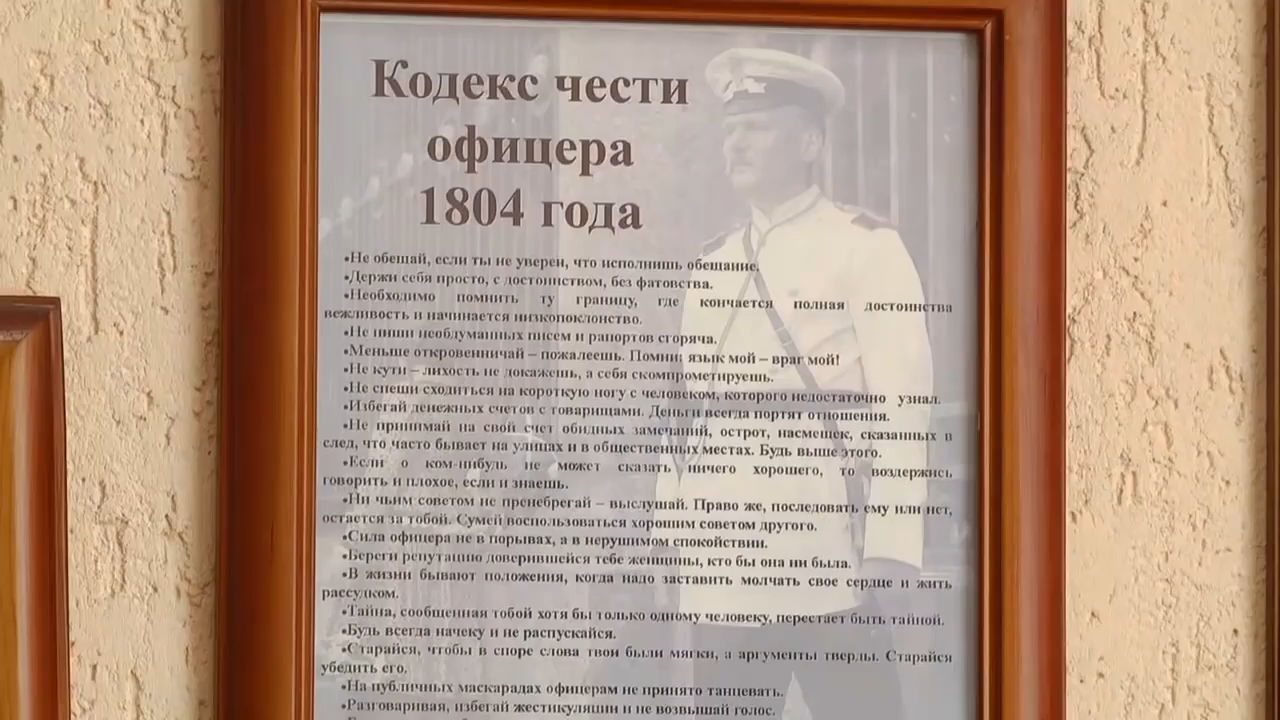 Кодекс чести
офицера
1804 года
•Не обещай, если ты не уверен, что исполнишь обещание.
•Держи себя просто, с достоинством, без фатовства.
•Необходимо помнить ту границу, где кончается полная достоинства
вежливость и начинается низкопоклонство.
•Не пиши необдуманных писем и рапортов сгоряча.
•Меньше откровенничай – пожалеешь. Помни: язык мой – враг мой!
•Не кути – лихость не докажешь, а себя скомпрометируешь.
•Не спеши сходиться на короткую ногу с человеком, которого недостаточно узнал.
•Избегай денежных счетов с товарищами. Деньги всегда портят отношения.
•Не принимай на свой счет обидных замечаний, острот, насмешек, сказанных в
след, что часто бывает на улицах и в общественных местах. Будь выше этого.
•Если о ком-нибудь не может сказать ничего хорошего, то воздержись
говорить и плохое, если и знаешь.
•Ни чьим советом не пренебрегай – выслушай. Право же, последовать ему или нет,
остается за тобой. Сумей воспользоваться хорошим советом другого.
•Сила офицера не в порывах, а в нерушимом спокойствии.
•Береги репутацию доверившейся тебе женщины, кто бы она ни была.
•В жизни бывают положения, когда надо заставить молчать свое сердце и жить
рассудком.
•Тайна, сообщенная тобой хотя бы только одному человеку, перестает быть тайной.
•Будь всегда начеку и не распускайся.
•Старайся, чтобы в споре слова твои были мягки, а аргументы тверды. Старайся
убедить его.
•На публичных маскарадах офицерам не принято танцевать.
•Разговаривая, избегай жестикуляции и не возвышай голос.